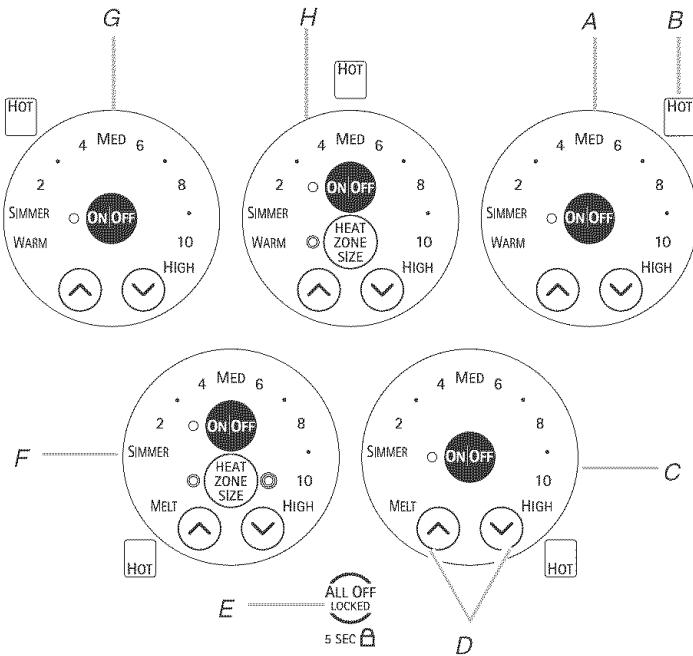 G H A B
HOT HOT HOT
4 MED 6 4 MED 6 4 MED 6
2 8 2 8 2 8
SIMMER ON|OFF SIMMER ON|OFF SIMMER ON|OFF
WARM 10 WARM HEAT ZONE SIZE 10 WARM 10
HIGH HIGH HIGH
4 MED 6 4 MED 6
2 ON|OFF 8 2 8
F SIMMER SIMMER ON|OFF C
HEAT ZONE SIZE 10 10
MELT HIGH MELT HIGH
HOT HOT
E ALL OFF
LOCKED
5 SEC D